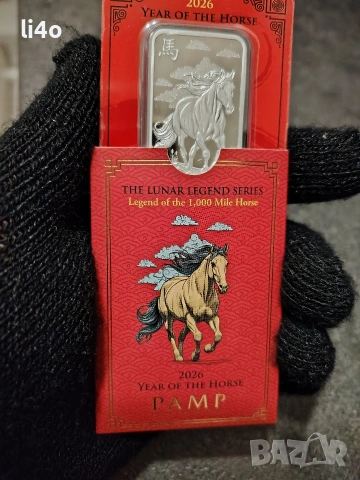 li4o
2026
YEAR OF THE HORSE
馬
THE LUNAR LEGEND SERIES
Legend of the 1,000 Mile Horse
2026
YEAR OF THE HORSE
PAMP
BAZAR